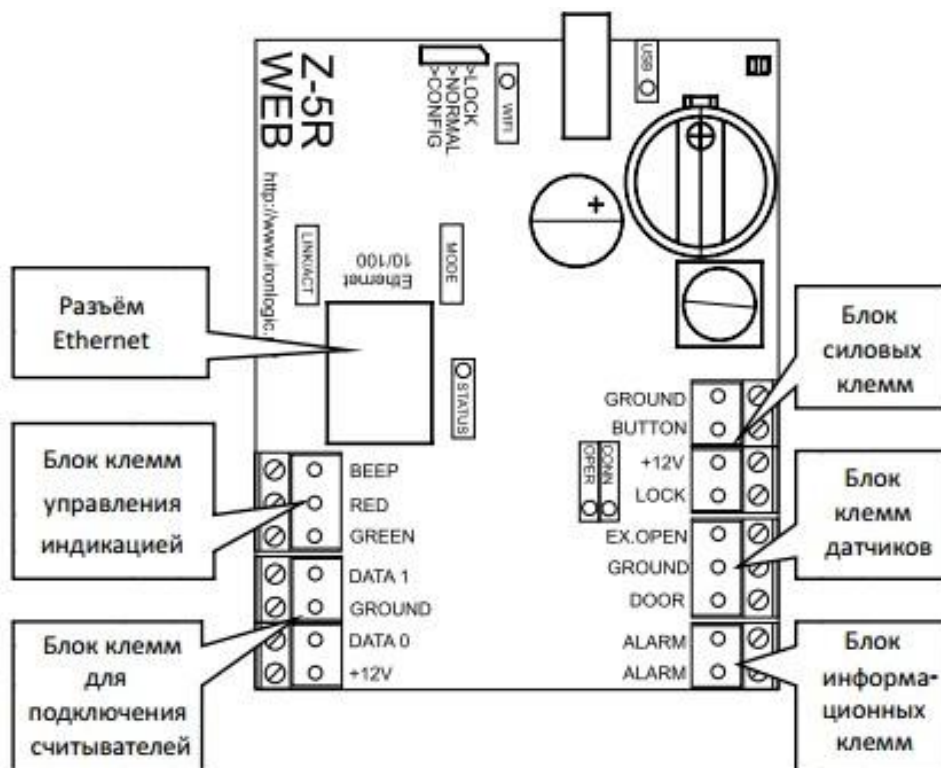 Z-5R
WEB
http://www.ironlogic.
>LOCK
>NORMAL
>CONFIG
WIFI
USB
LINK/ACT
Ethernet
10/100
MODE
STATUS
Разъём
Ethernet
Блок клемм
управления
индикацией
Блок клемм
для
подключения
считывателей
BEEP
RED
GREEN
DATA 1
GROUND
DATA 0
+12V
OPER
CONN
GROUND
BUTTON
+12V
LOCK
EX.OPEN
GROUND
DOOR
ALARM
ALARM
Блок
силовых
клемм
Блок
клемм
датчиков
Блок
информа-
ционных
клемм